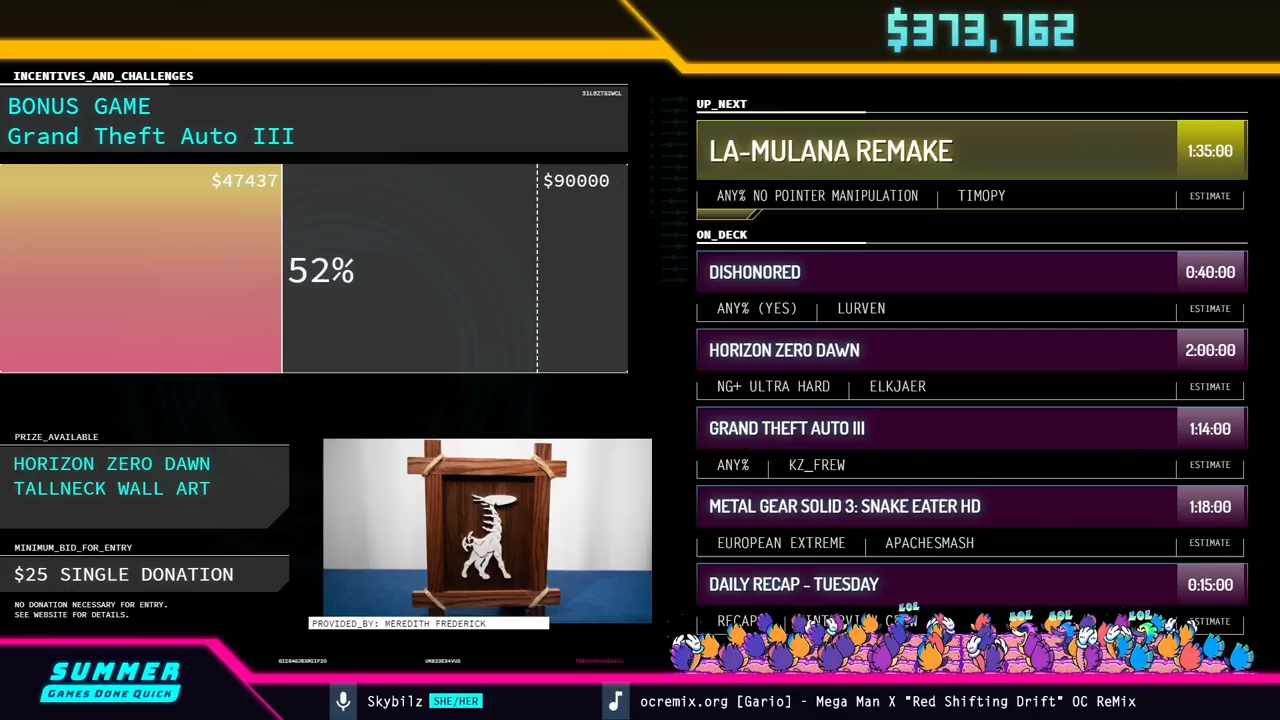 $373,762
INCENTIVES_AND_CHALLENGES
BONUS GAME
Grand Theft Auto III
$47437
$90000
52%
PRIZE_AVAILABLE
HORIZON ZERO DAWN
TALLNECK WALL ART
MINIMUM_BID_FOR_ENTRY
$25 SINGLE DONATION
NO DONATION NECESSARY FOR ENTRY.
SEE WEBSITE FOR DETAILS.
PROVIDED_BY: MEREDITH FREDERICK
UP_NEXT
LA-MULANA REMAKE
1:35:00
ANY% NO POINTER MANIPULATION
TIMOPY
ESTIMATE
ON_DECK
DISHONORED
0:40:00
ANY% (YES)
LURVEN
ESTIMATE
HORIZON ZERO DAWN
2:00:00
NG+ ULTRA HARD
ELKJAER
ESTIMATE
GRAND THEFT AUTO III
1:14:00
ANY%
KZ_FREW
ESTIMATE
METAL GEAR SOLID 3: SNAKE EATER HD
1:18:00
EUROPEAN EXTREME
APACHESMASH
ESTIMATE
DAILY RECAP - TUESDAY
0:15:00
RECAP
LOL
LOL
LOL
LOL
SUMMER
GAMES DONE QUICK
Skybilz
SHE/HER
ocremix.org [Gario] - Mega Man X "Red Shifting Drift" OC ReMix